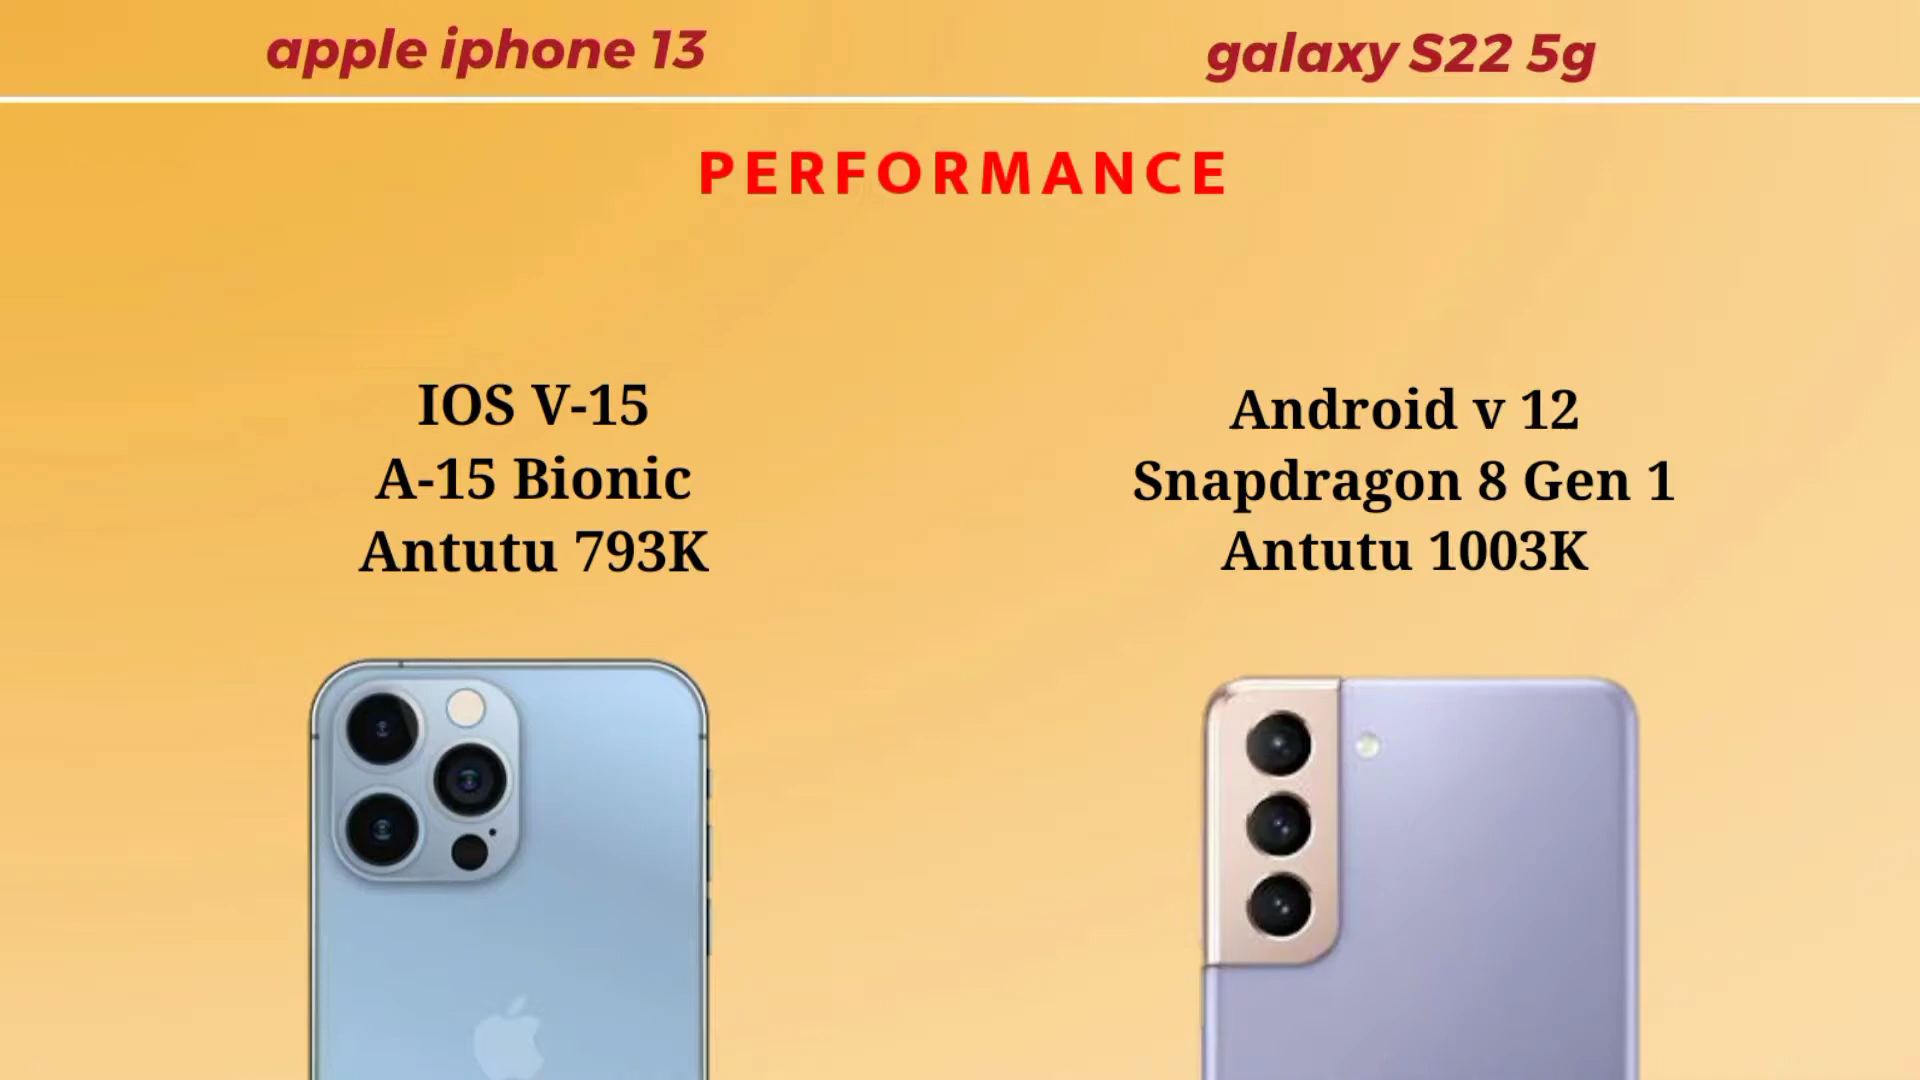 apple iphone 13
galaxy S22 5g
PERFORMANCE
IOS V-15
A-15 Bionic
Antutu 793K
Android v 12
Snapdragon 8 Gen 1
Antutu 1003K